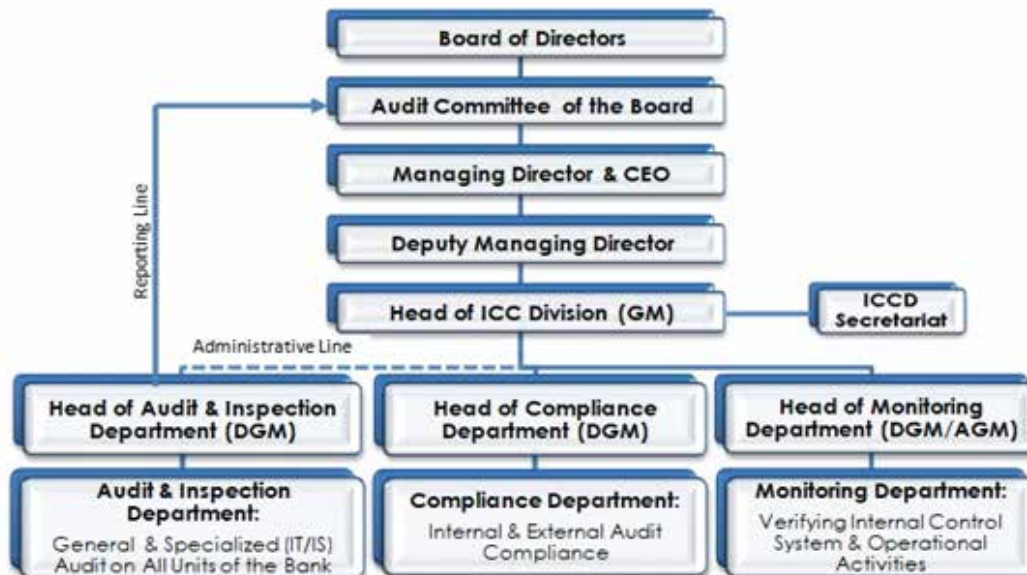 Board of Directors
Audit Committee of the Board
Managing Director & CEO
Deputy Managing Director
Head of ICC Division (GM)
ICCD
Secretariat
Reporting Line
Administrative Line
Head of Audit & Inspection
Department (DGM)
Head of Compliance
Department (DGM)
Head of Monitoring
Department (DGM/AGM)
Audit & Inspection
Department:
General & Specialized (IT/IS)
Audit on All Units of the Bank
Compliance Department:
Internal & External Audit
Compliance
Monitoring Department:
Verifying Internal Control
System & Operational
Activities